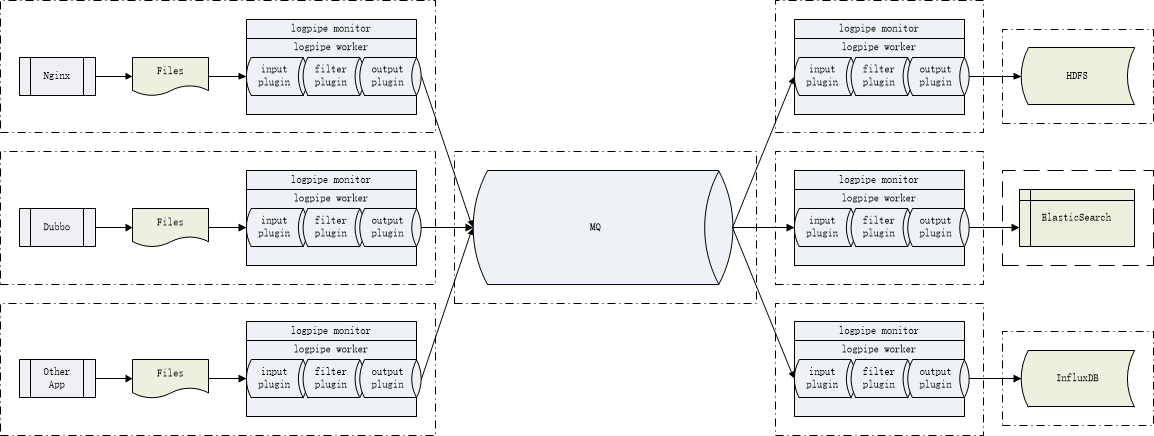 logpipe monitor
logpipe worker
Nginx
Files
input
plugin
filter
plugin
output
plugin
logpipe monitor
logpipe worker
input
plugin
filter
plugin
output
plugin
HDFS
logpipe monitor
logpipe worker
Dubbo
Files
input
plugin
filter
plugin
output
plugin
MQ
logpipe monitor
logpipe worker
input
plugin
filter
plugin
output
plugin
ElasticSearch
logpipe monitor
logpipe worker
Other
App
Files
input
plugin
filter
plugin
output
plugin
logpipe monitor
logpipe worker
input
plugin
filter
plugin
output
plugin
InfluxDB